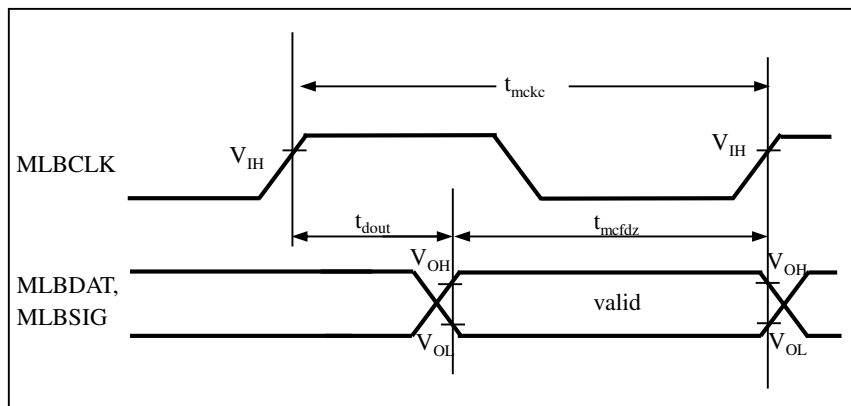 t_mckc
V_IH
V_IH
MLBCLK
t_dout
t_mcfdz
V_OH
V_OH
MLBDAT,
MLBSIG
valid
V_OL
V_OL